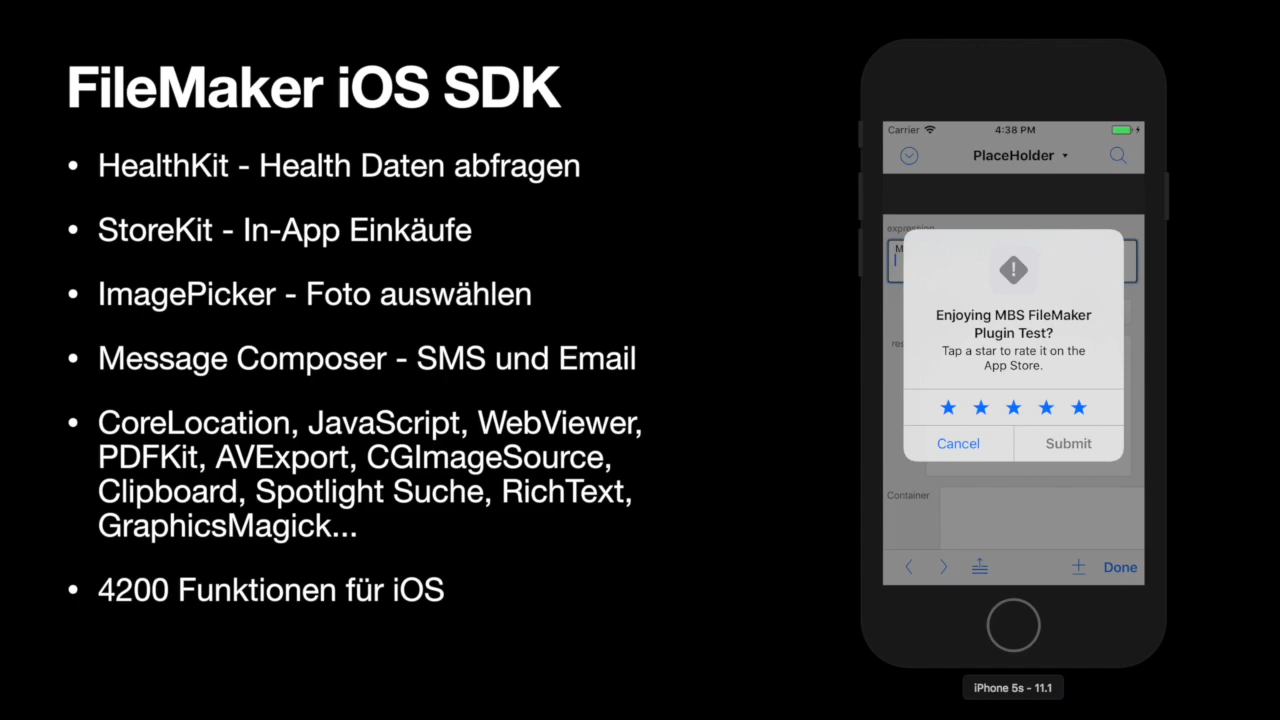 FileMaker iOS SDK
• HealthKit - Health Daten abfragen
• StoreKit - In-App Einkäufe
• ImagePicker - Foto auswählen
• Message Composer - SMS und Email
• CoreLocation, JavaScript, WebViewer,
PDFKit, AVExport, CGImageSource,
Clipboard, Spotlight Suche, RichText,
GraphicsMagick...
• 4200 Funktionen für iOS
Carrier 4:38 PM
PlaceHolder
expression
M
Enjoying MBS FileMaker
Plugin Test?
Tap a star to rate it on the
App Store.
res
Cancel Submit
Container
Done
iPhone 5s - 11.1